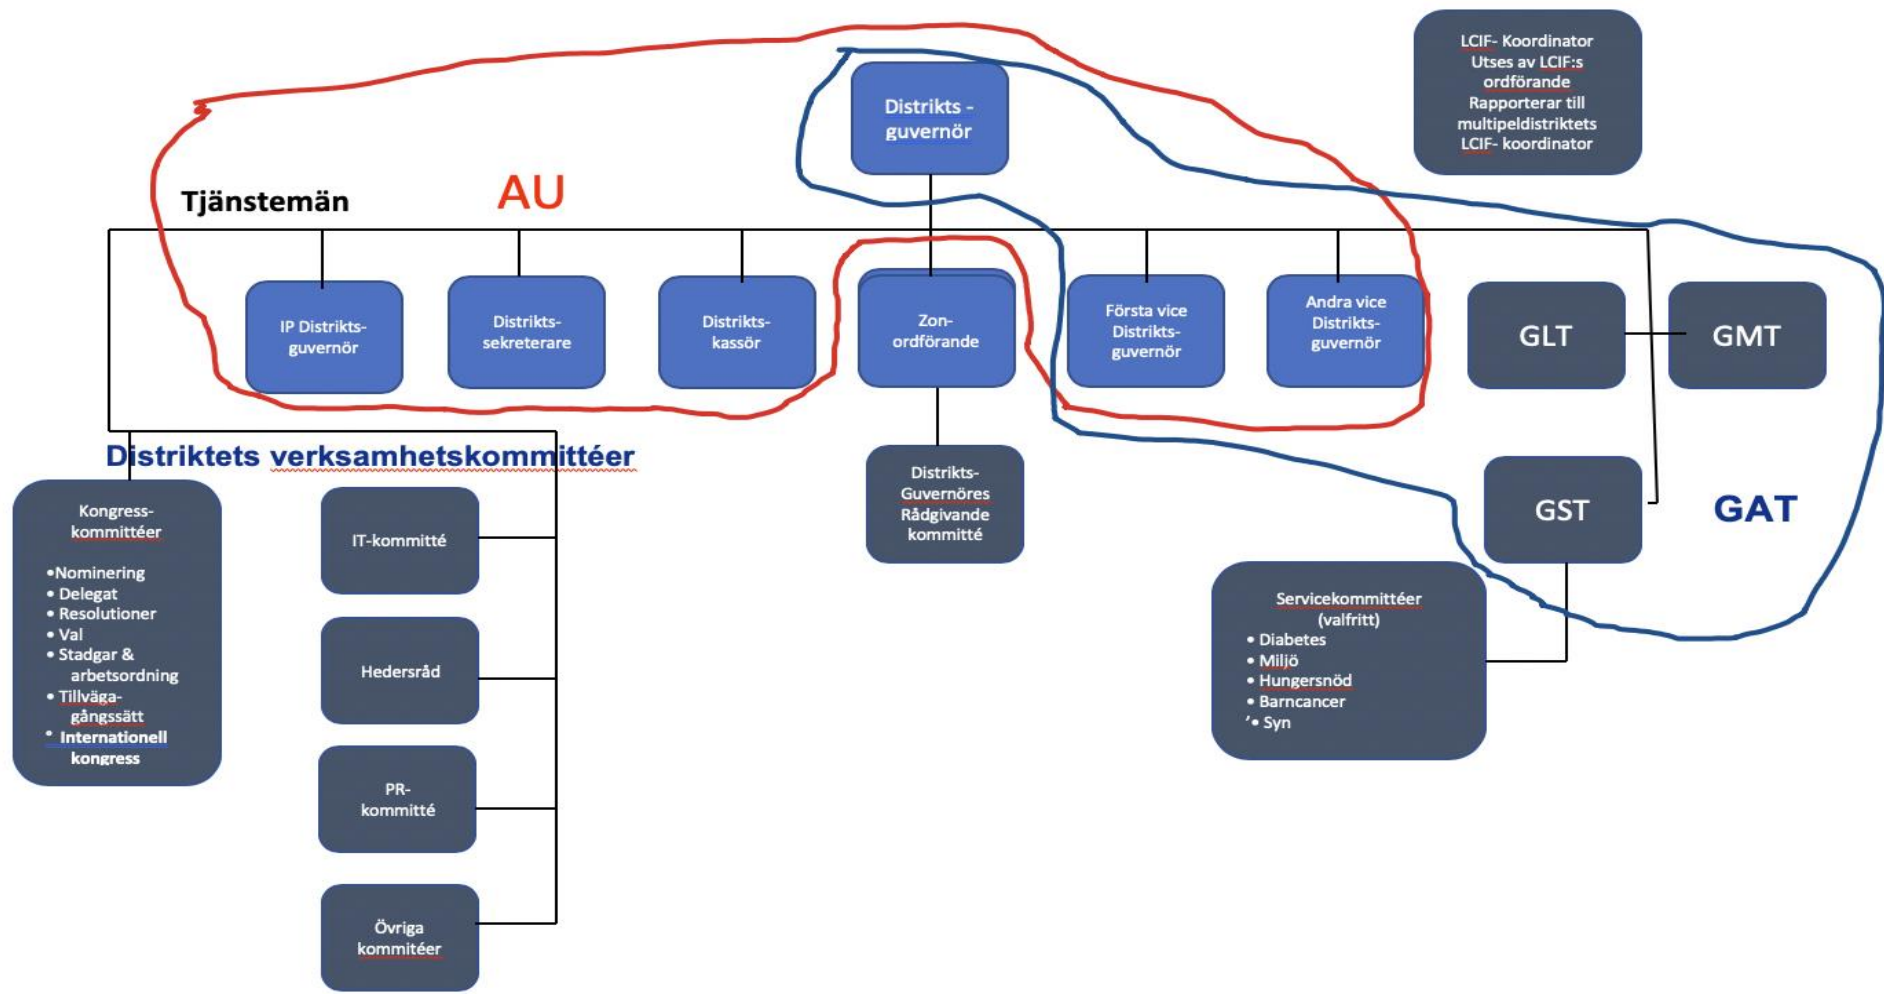 LCIF- Koordinator
Utses av LCIF:s
ordförande
Rapporterar till
multipeldistriktets
LCIF- koordinator
Distrikts -
guvernör
Tjänstemän
AU
IP Distrikts-
guvernör
Distrikts-
sekreterare
Distrikts-
kassör
Zon-
ordförande
Första vice
Distrikts-
guvernör
Andra vice
Distrikts-
guvernör
GLT
GMT
Distriktets verksamhetskommittéer
Kongress-
kommittéer
•Nominering
• Delegat
• Resolutioner
• Val
• Stadgar &
arbetsordning
• Tillväga-
gångssätt
• Internationell
kongress
IT-kommitté
Hedersråd
PR-
kommitté
Övriga
kommitéer
Distrikts-
Guvernöres
Rådgivande
kommitté
GST
GAT
Servicekommittéer
(valfritt)
• Diabetes
• Miljö
• Hungersnöd
• Barncancer
′• Syn